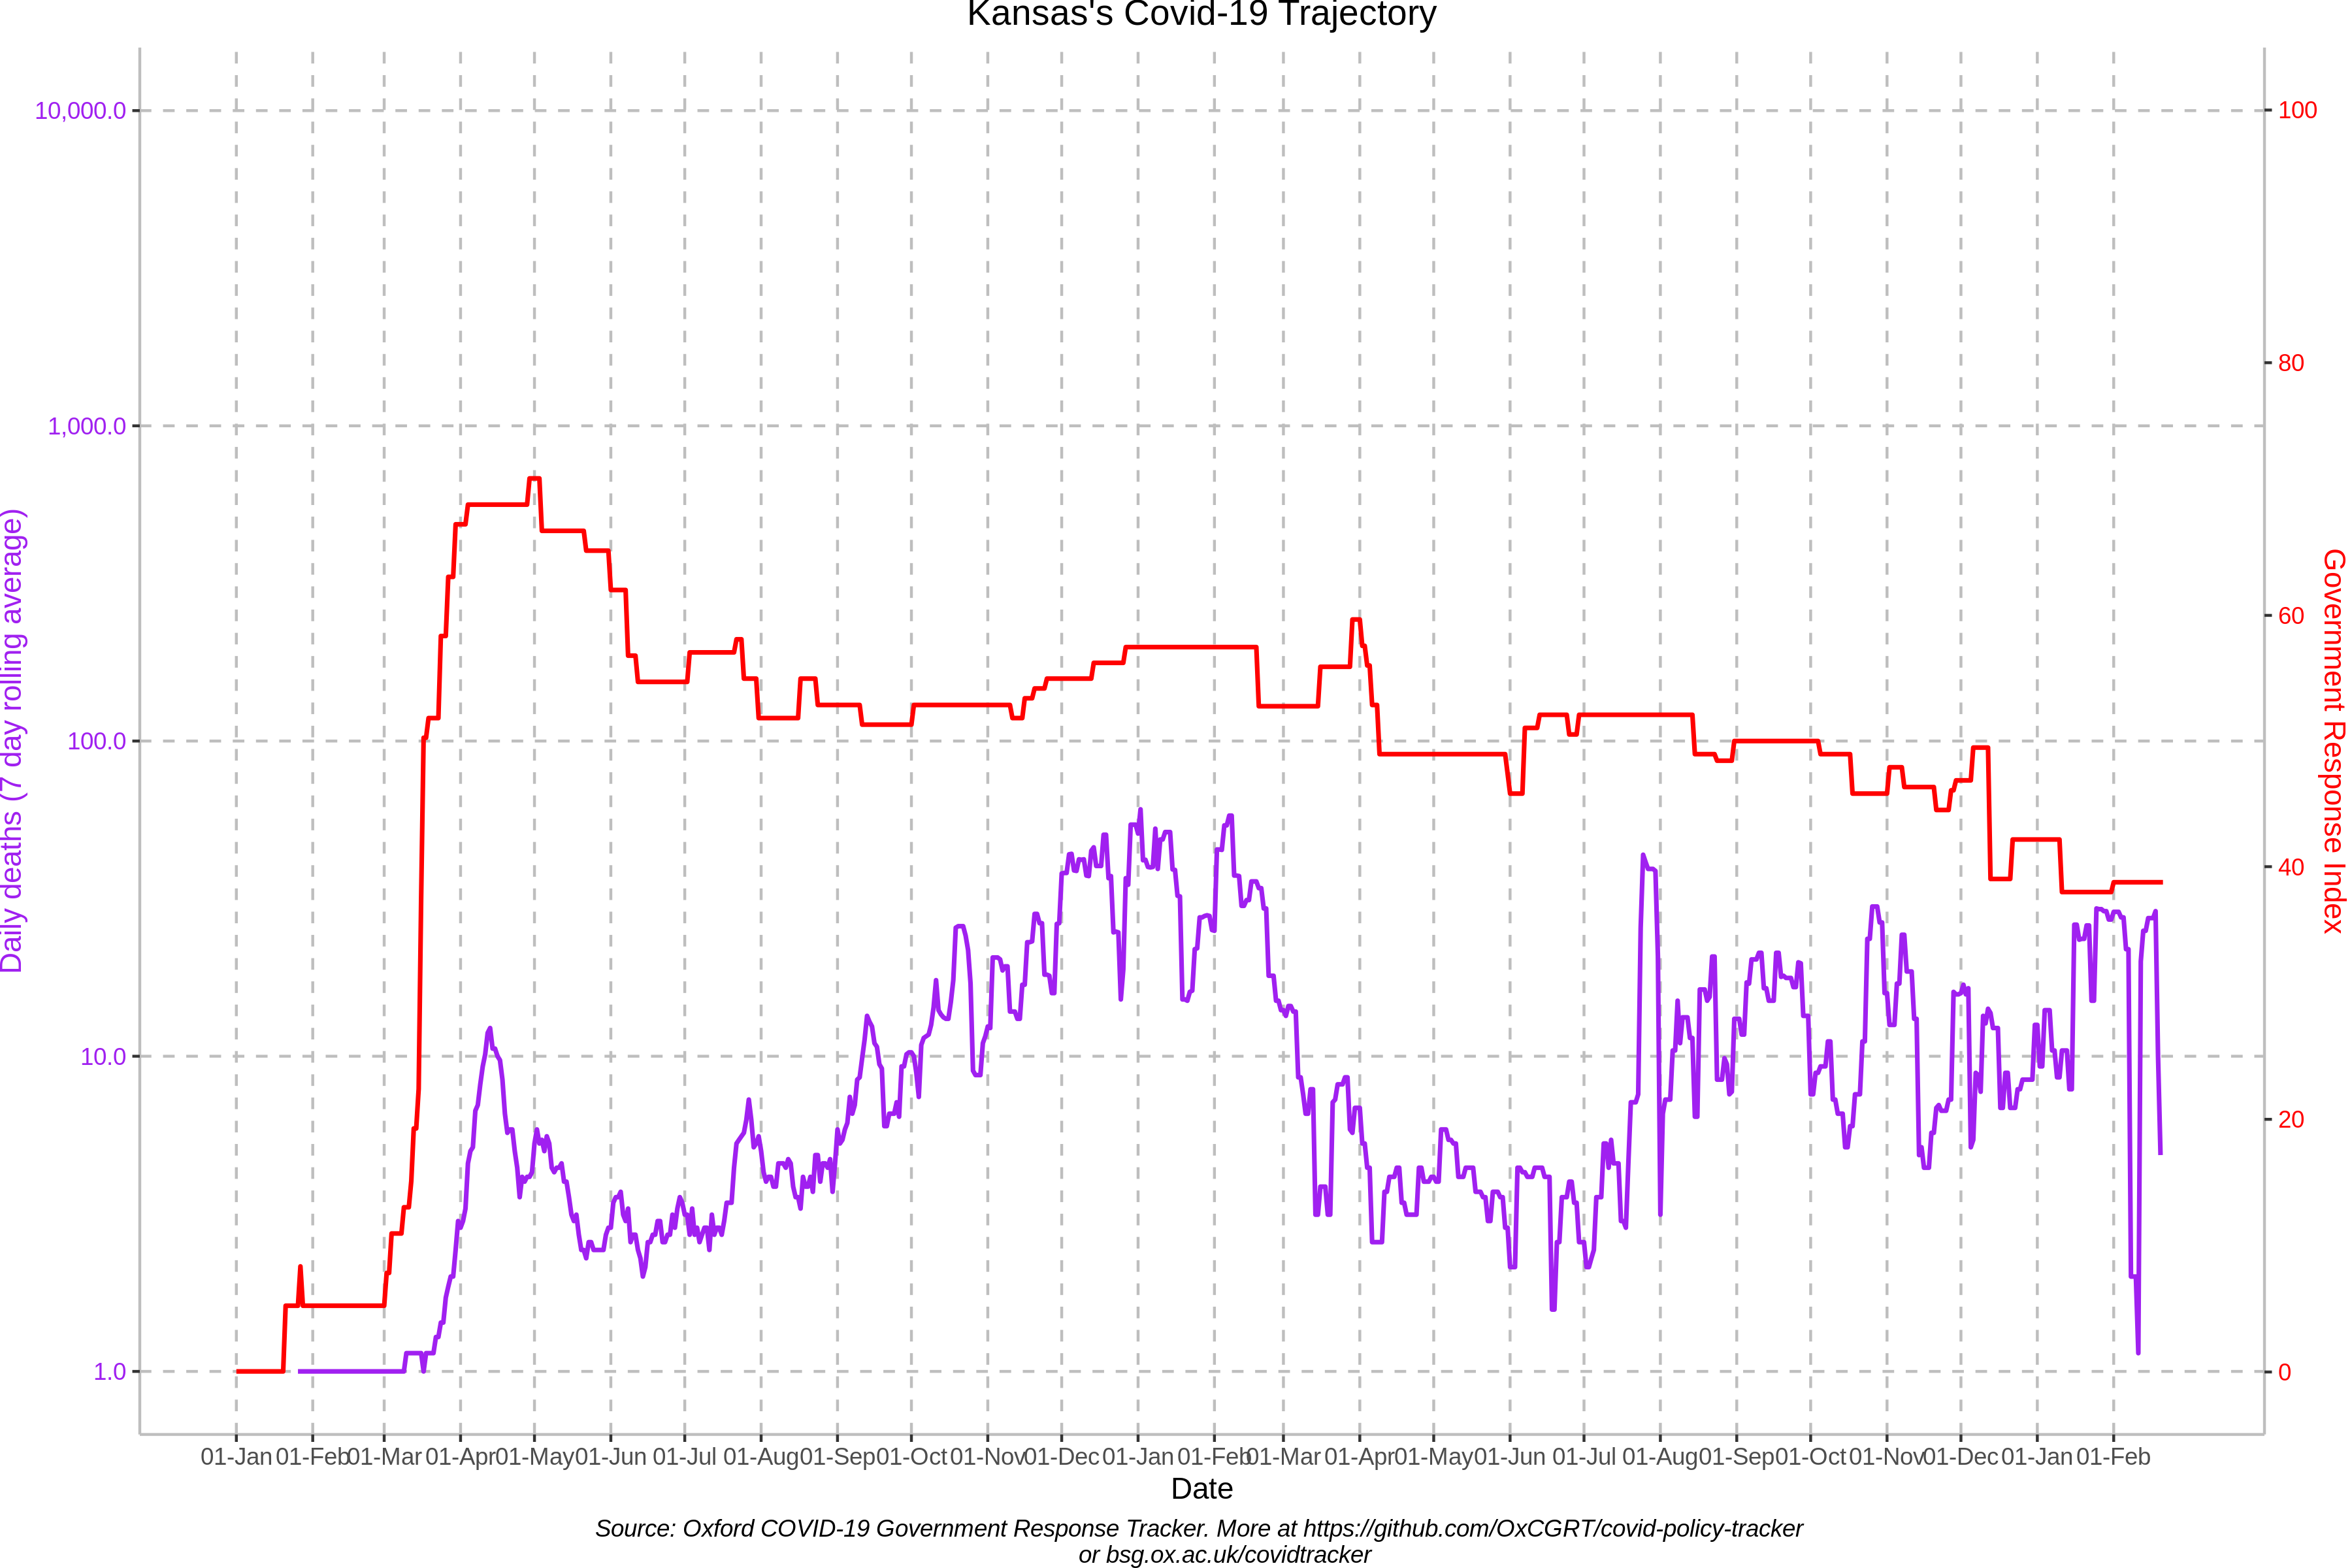 Kansas's Covid-19 Trajectory
10,000.0
1,000.0
100.0
10.0
1.0
Daily deaths (7 day rolling average)
100
80
60
40
20
0
Government Response Index
01-Jan 01-Feb 01-Mar 01-Apr 01-May 01-Jun 01-Jul 01-Aug 01-Sep 01-Oct 01-Nov 01-Dec 01-Jan 01-Feb 01-Mar 01-Apr 01-May 01-Jun 01-Jul 01-Aug 01-Sep 01-Oct 01-Nov 01-Dec 01-Jan 01-Feb
Date
Source: Oxford COVID-19 Government Response Tracker. More at https://github.com/OxCGRT/covid-policy-tracker
or bsg.ox.ac.uk/covidtracker